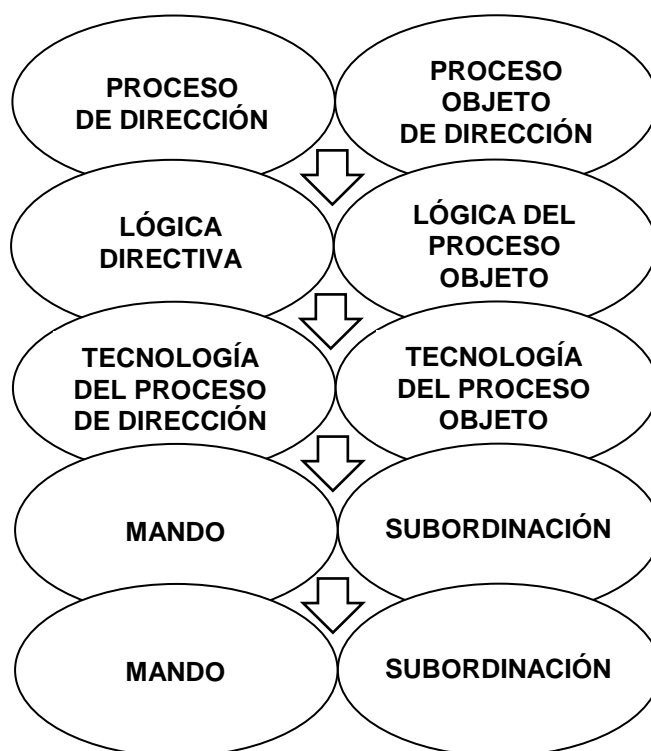 PROCESO
DE DIRECCIÓN
PROCESO
OBJETO
DE DIRECCIÓN
LÓGICA
DIRECTIVA
LÓGICA DEL
PROCESO
OBJETO
TECNOLOGÍA
DEL PROCESO
DE DIRECCIÓN
TECNOLOGÍA
DEL PROCESO
OBJETO
MANDO
SUBORDINACIÓN
MANDO
SUBORDINACIÓN